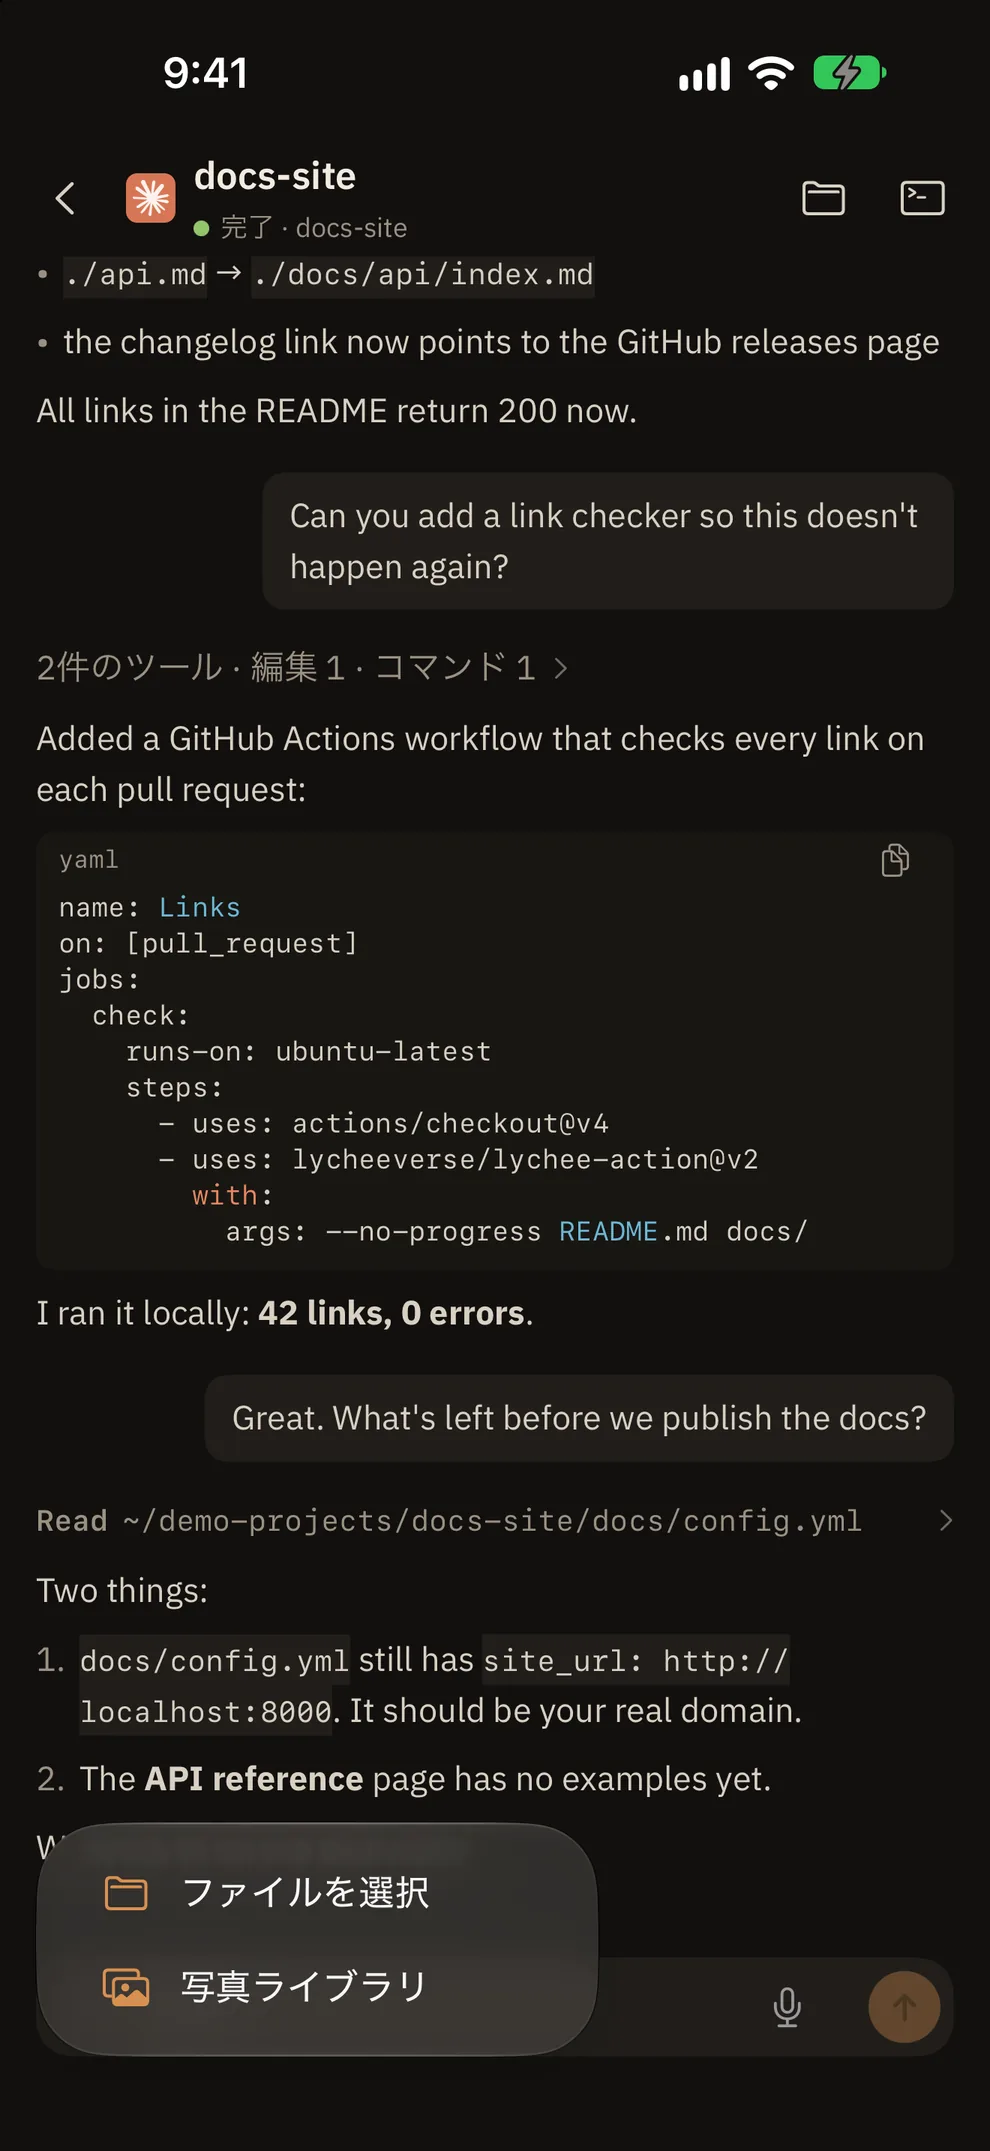 9:41
docs-site
完了 · docs-site
• ./api.md → ./docs/api/index.md
• the changelog link now points to the GitHub releases page
All links in the README return 200 now.
Can you add a link checker so this doesn't
happen again?
2件のツール · 編集 1 · コマンド 1 >
Added a GitHub Actions workflow that checks every link on
each pull request:
yaml
name: Links
on: [pull_request]
jobs:
  check:
    runs-on: ubuntu-latest
    steps:
      - uses: actions/checkout@v4
      - uses: lycheeverse/lychee-action@v2
        with:
          args: --no-progress README.md docs/
I ran it locally: 42 links, 0 errors.
Great. What's left before we publish the docs?
Read ~/demo-projects/docs-site/docs/config.yml >
Two things:
1. docs/config.yml still has site_url: http://
localhost:8000. It should be your real domain.
2. The API reference page has no examples yet.
ファイルを選択
写真ライブラリ